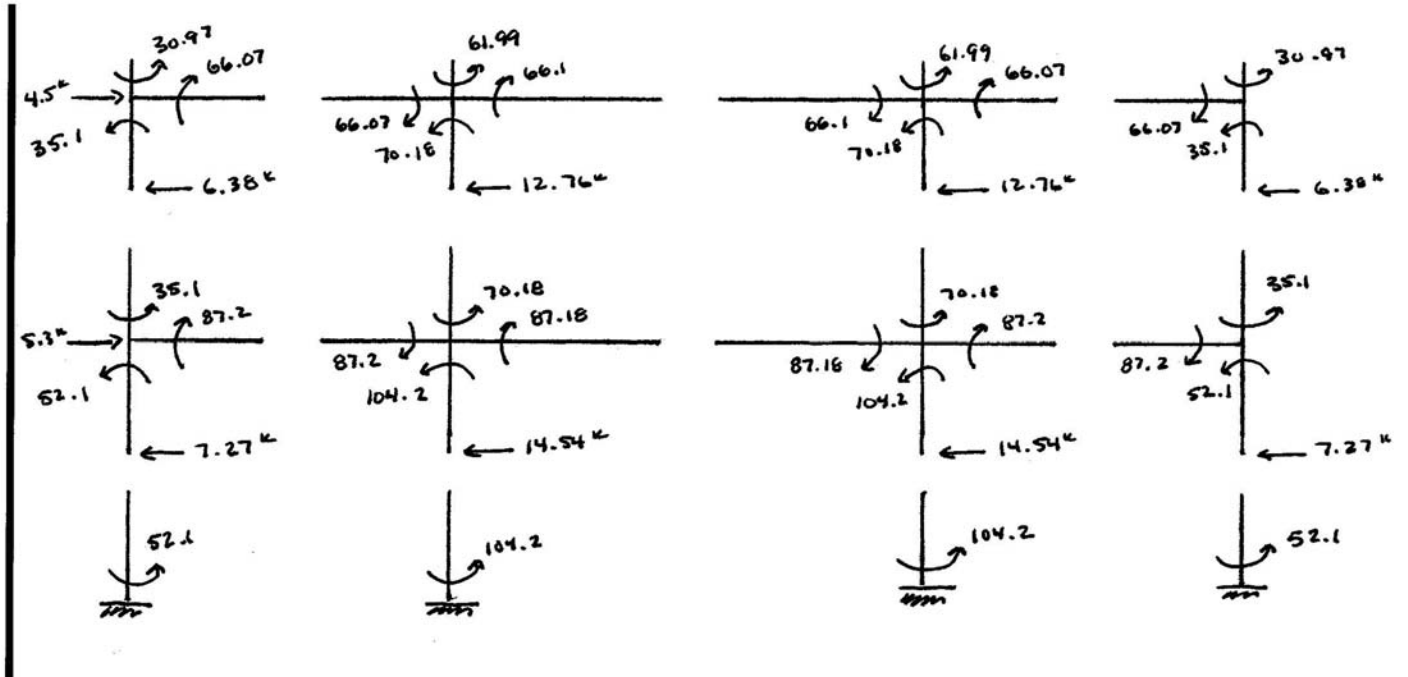 30.97 61.99 61.99 30.97
4.5ᵏ 66.07 66.1 66.07
35.1 66.07 66.1 66.07
70.18 70.18 35.1
6.38ᵏ 12.76ᵏ 12.76ᵏ 6.38ᵏ
35.1 70.18 70.18 35.1
5.3ᵏ 87.2 87.18 87.2
87.2 87.18 87.2
52.1 104.2 104.2 52.1
7.27ᵏ 14.54ᵏ 14.54ᵏ 7.27ᵏ
52.1 104.2 104.2 52.1